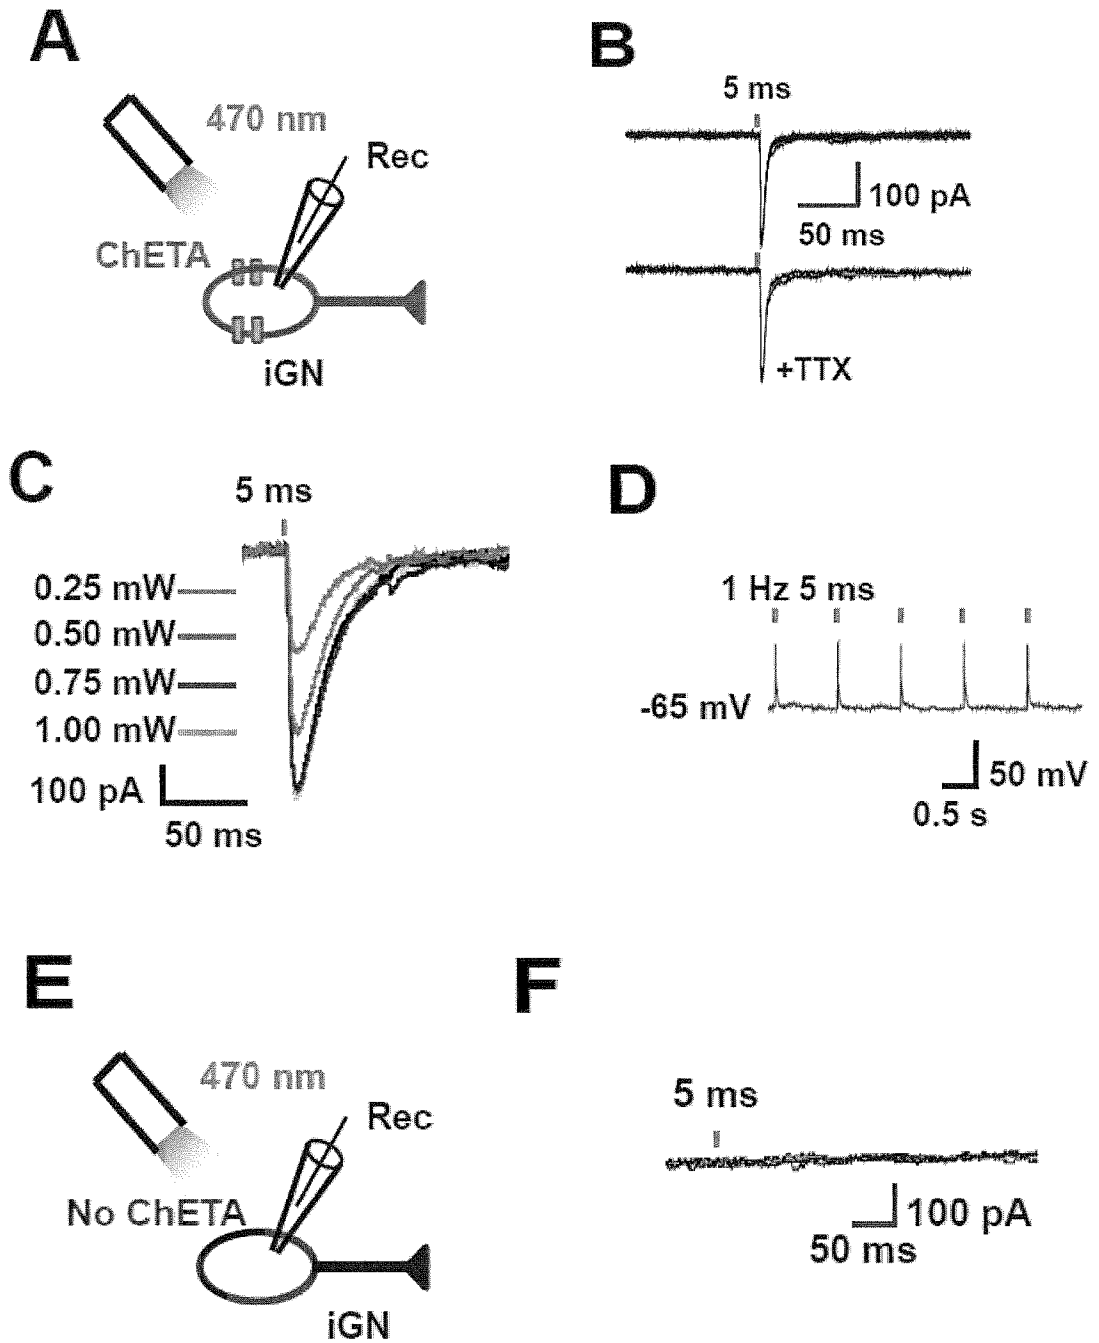 A
470 nm
Rec
ChETA
iGN
B
5 ms
100 pA
50 ms
+TTX
C
5 ms
0.25 mW
0.50 mW
0.75 mW
1.00 mW
100 pA
50 ms
D
1 Hz 5 ms
-65 mV
50 mV
0.5 s
E
470 nm
Rec
No ChETA
iGN
F
5 ms
100 pA
50 ms